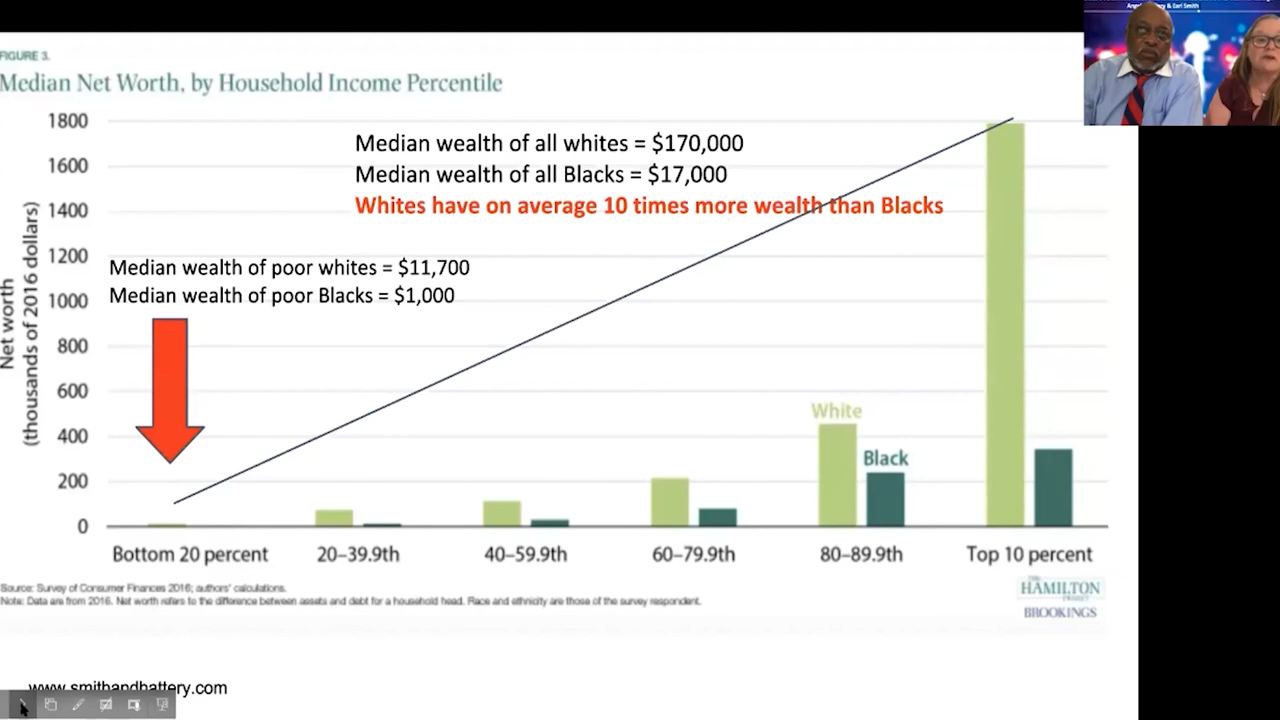 FIGURE 3.
Median Net Worth, by Household Income Percentile
1800
1600
1400
1200
1000
800
600
400
200
0
Net worth
(thousands of 2016 dollars)
Median wealth of all whites = $170,000
Median wealth of all Blacks = $17,000
Whites have on average 10 times more wealth than Blacks
Median wealth of poor whites = $11,700
Median wealth of poor Blacks = $1,000
White
Black
Bottom 20 percent
20–39.9th
40–59.9th
60–79.9th
80–89.9th
Top 10 percent
Source: Survey of Consumer Finances 2016; authors' calculations.
Note: Data are from 2016. Net worth refers to the difference between assets and debt for a household head. Race and ethnicity are those of the survey respondent.
THE
HAMILTON
PROJECT
BROOKINGS
www.smithandbattery.com
& Earl Smith